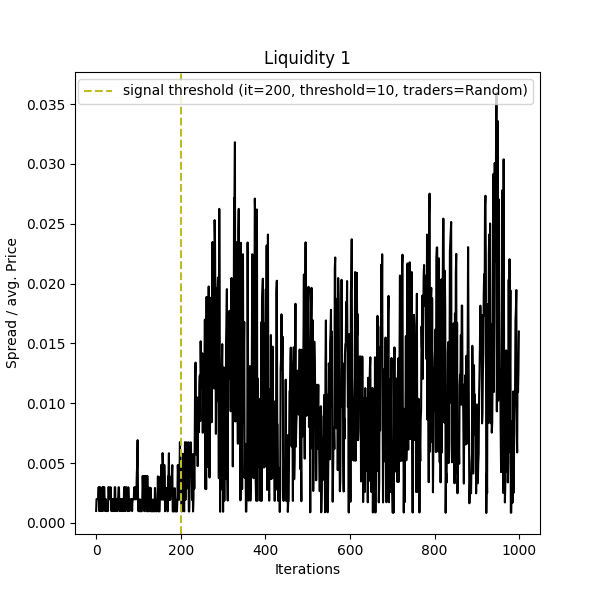 Liquidity 1
signal threshold (it=200, threshold=10, traders=Random)
0.035
0.030
0.025
0.020
0.015
0.010
0.005
0.000
Spread / avg. Price
0 200 400 600 800 1000
Iterations